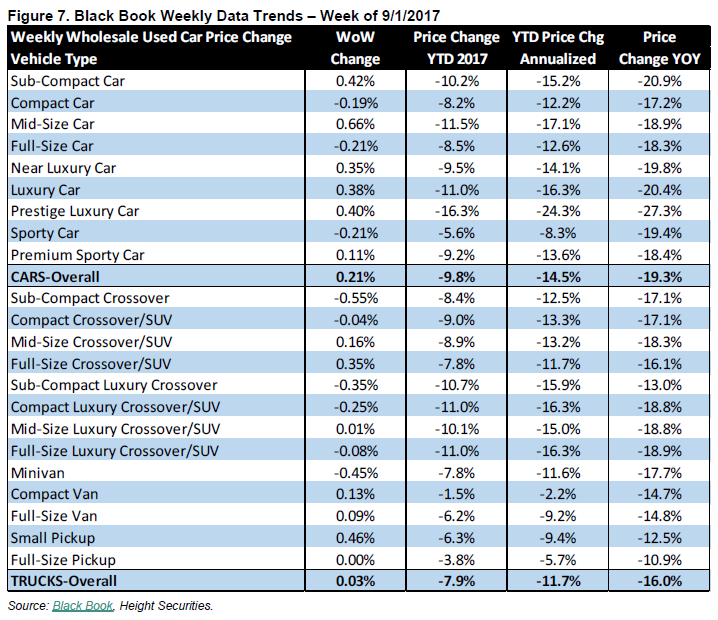 Figure 7. Black Book Weekly Data Trends – Week of 9/1/2017
Weekly Wholesale Used Car Price Change WoW Price Change YTD Price Chg Price
Vehicle Type Change YTD 2017 Annualized Change YOY
Sub-Compact Car 0.42% -10.2% -15.2% -20.9%
Compact Car -0.19% -8.2% -12.2% -17.2%
Mid-Size Car 0.66% -11.5% -17.1% -18.9%
Full-Size Car -0.21% -8.5% -12.6% -18.3%
Near Luxury Car 0.35% -9.5% -14.1% -19.8%
Luxury Car 0.38% -11.0% -16.3% -20.4%
Prestige Luxury Car 0.40% -16.3% -24.3% -27.3%
Sporty Car -0.21% -5.6% -8.3% -19.4%
Premium Sporty Car 0.11% -9.2% -13.6% -18.4%
CARS-Overall 0.21% -9.8% -14.5% -19.3%
Sub-Compact Crossover -0.55% -8.4% -12.5% -17.1%
Compact Crossover/SUV -0.04% -9.0% -13.3% -17.1%
Mid-Size Crossover/SUV 0.16% -8.9% -13.2% -18.3%
Full-Size Crossover/SUV 0.35% -7.8% -11.7% -16.1%
Sub-Compact Luxury Crossover -0.35% -10.7% -15.9% -13.0%
Compact Luxury Crossover/SUV -0.25% -11.0% -16.3% -18.8%
Mid-Size Luxury Crossover/SUV 0.01% -10.1% -15.0% -18.8%
Full-Size Luxury Crossover/SUV -0.08% -11.0% -16.3% -18.9%
Minivan -0.45% -7.8% -11.6% -17.7%
Compact Van 0.13% -1.5% -2.2% -14.7%
Full-Size Van 0.09% -6.2% -9.2% -14.8%
Small Pickup 0.46% -6.3% -9.4% -12.5%
Full-Size Pickup 0.00% -3.8% -5.7% -10.9%
TRUCKS-Overall 0.03% -7.9% -11.7% -16.0%
Source: Black Book, Height Securities.